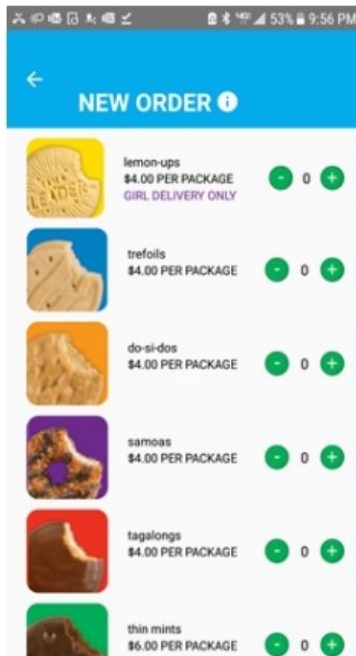 53% 9:56 PM
NEW ORDER
lemon-ups
$4.00 PER PACKAGE
GIRL DELIVERY ONLY
- 0 +
LEADER
trefoils
$4.00 PER PACKAGE
- 0 +
do-si-dos
$4.00 PER PACKAGE
- 0 +
samoas
$4.00 PER PACKAGE
- 0 +
tagalongs
$4.00 PER PACKAGE
- 0 +
thin mints
$6.00 PER PACKAGE
- 0 +